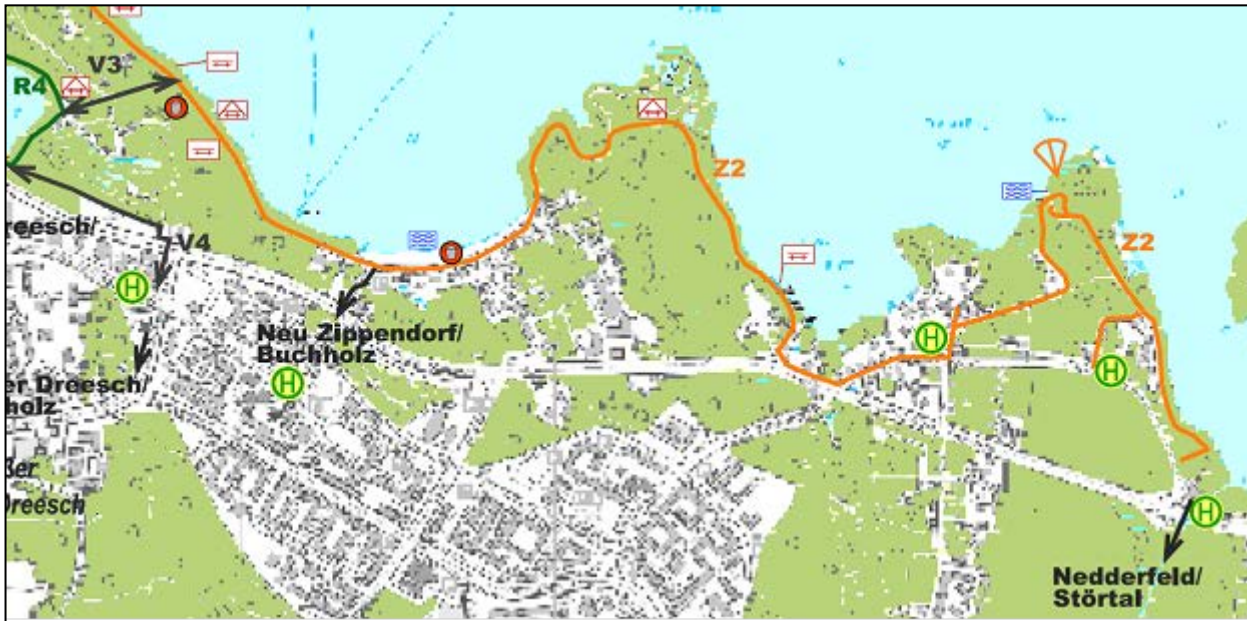 V3
R4
Z2
Z2
reesch/
V4
H
Neu Zippendorf/
Buchholz
H
H
H
er Dreesch/
holz
ßer
Dreesch
H
Nedderfeld/
Störtal